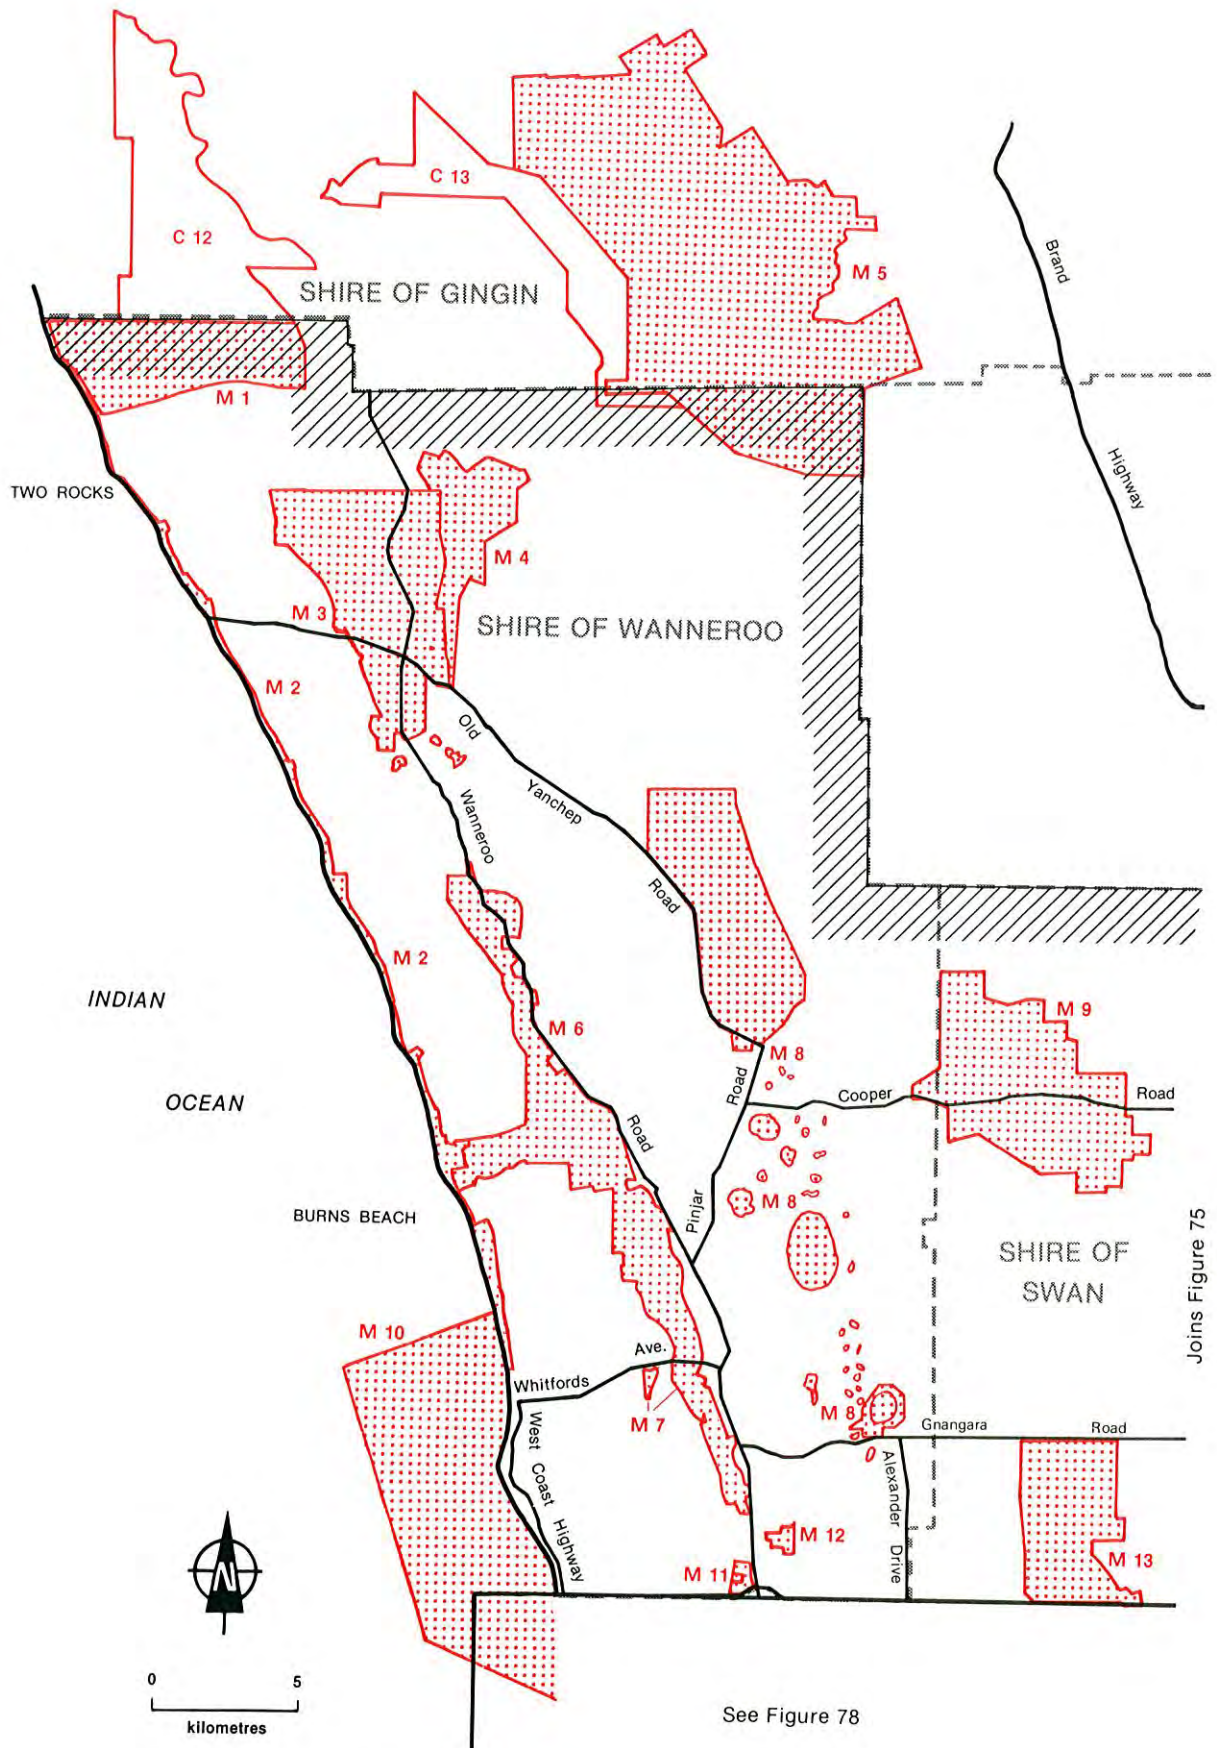 C 12
C 13
SHIRE OF GINGIN
M 5
Brand
Highway
M 1
TWO ROCKS
M 4
M 3
SHIRE OF WANNEROO
M 2
Old
Yanchep
Road
Wanneroo
M 2
INDIAN
OCEAN
M 6
M 9
M 8
Road
Cooper
Road
Road
Pinjar
M 8
BURNS BEACH
SHIRE OF
SWAN
Joins Figure 75
M 10
Ave.
Whitfords
M 7
M 8
Gnangara
Road
West Coast Highway
Alexander Drive
M 12
M 11
M 13
N
0 5
kilometres
See Figure 78